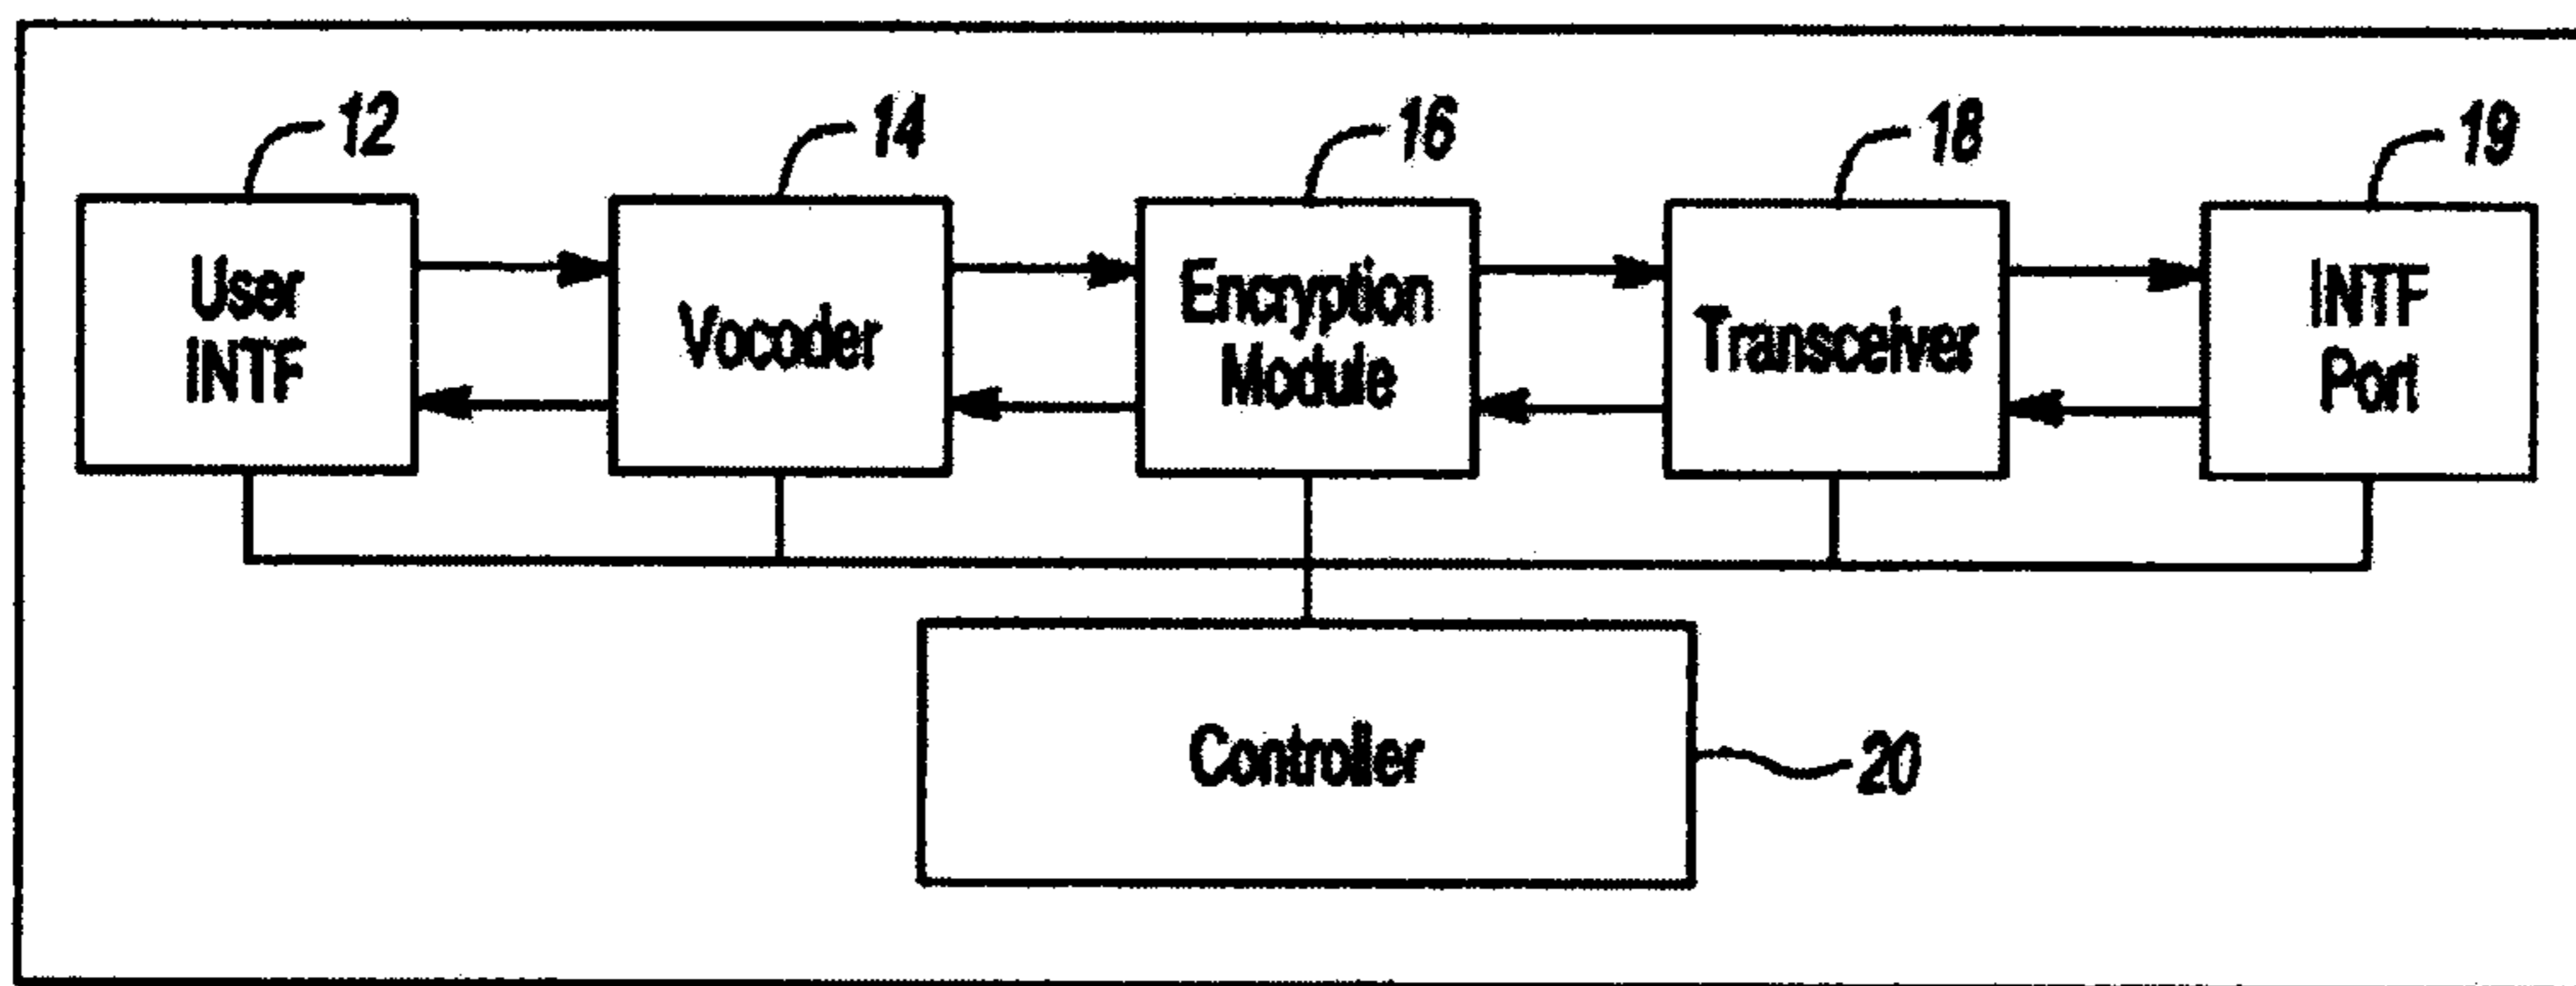 12
14
16
18
19
User
INTF
Vocoder
Encryption
Module
Transceiver
INTF
Port
Controller
20